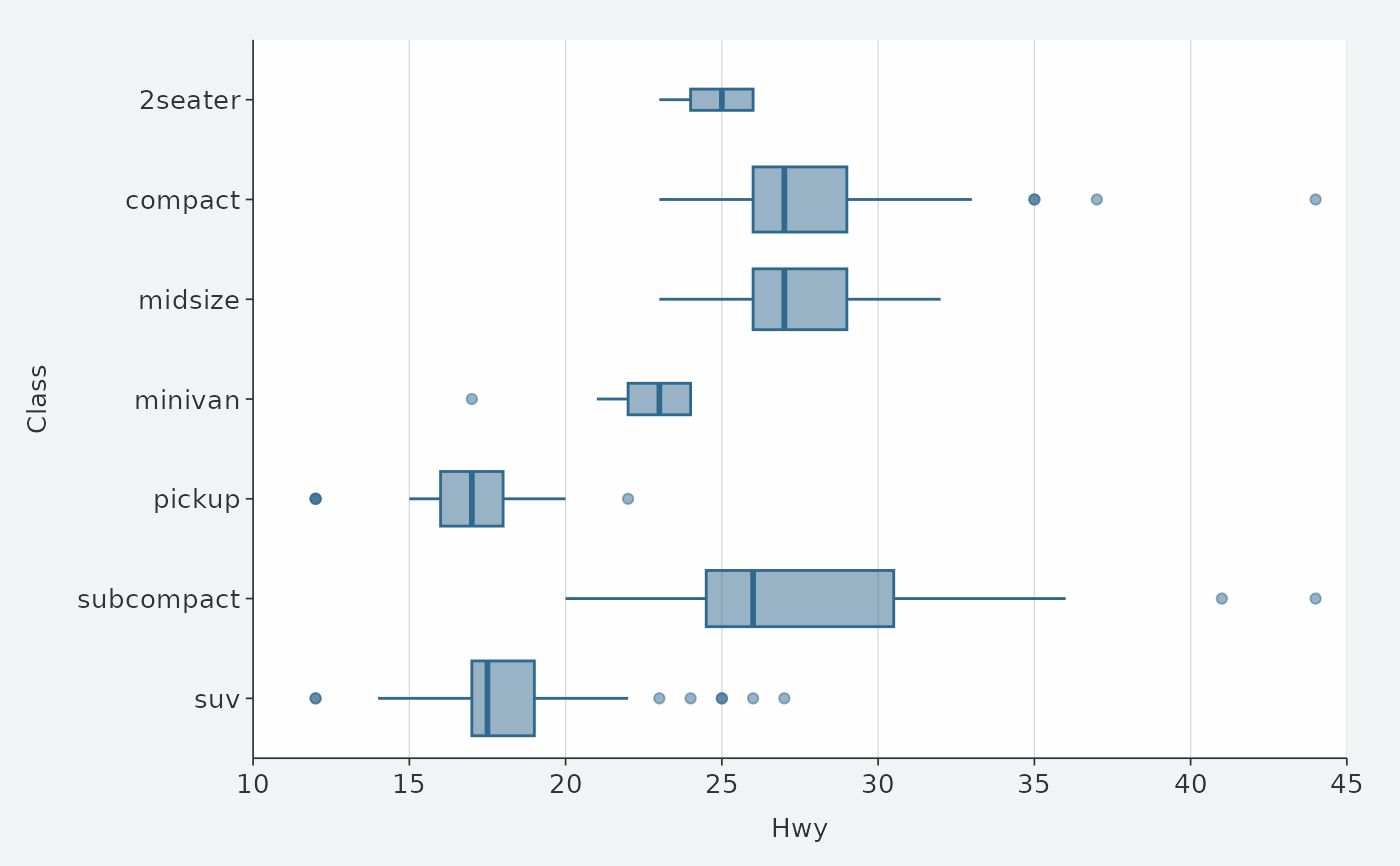 2seater
compact
midsize
minivan
pickup
subcompact
suv
Class
10 15 20 25 30 35 40 45
Hwy